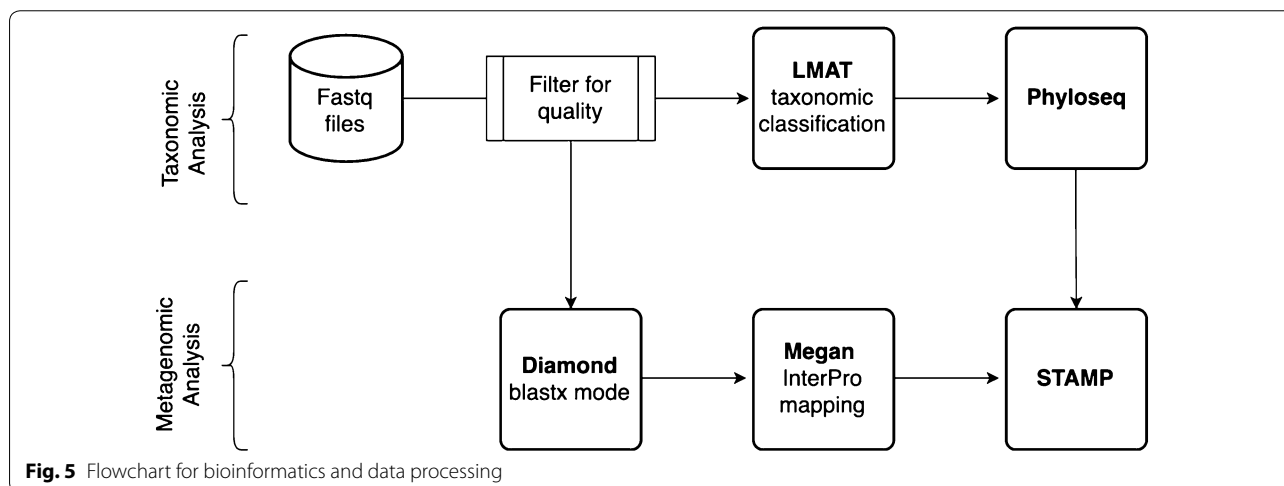 Taxonomic
Analysis
Fastq
files
Filter for
quality
LMAT
taxonomic
classification
Phyloseq
Metagenomic
Analysis
Diamond
blastx mode
Megan
InterPro
mapping
STAMP
Fig. 5 Flowchart for bioinformatics and data processing